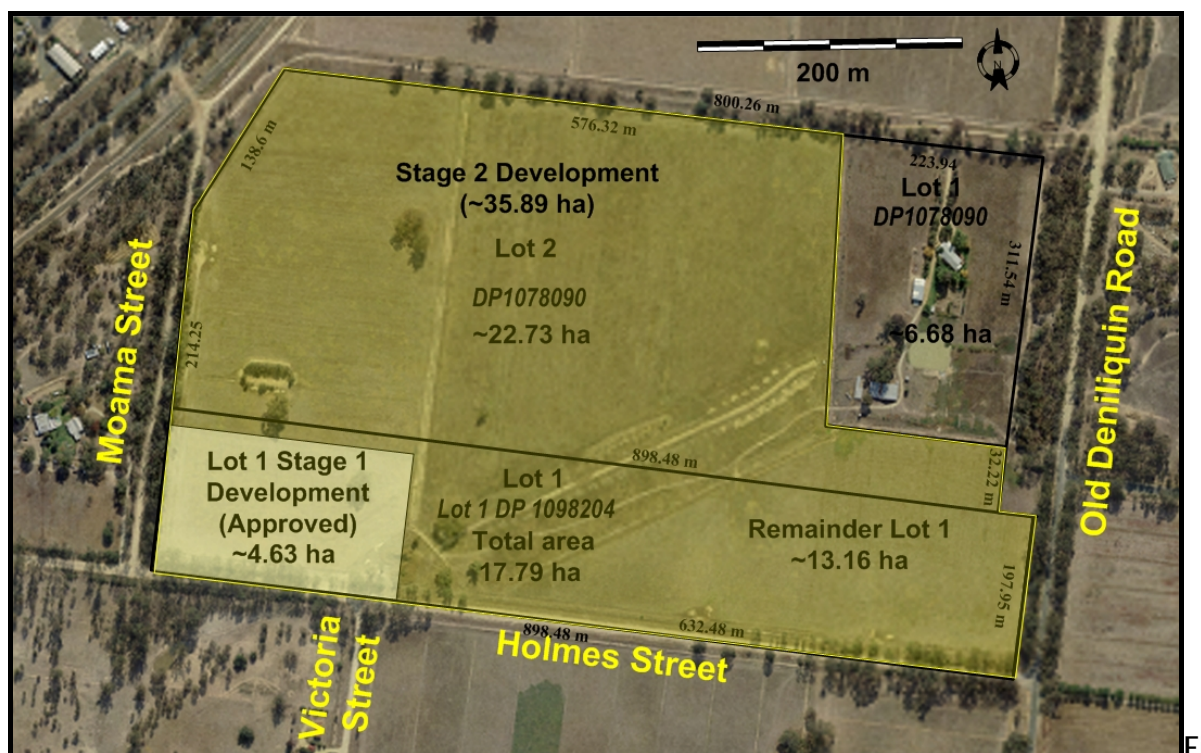 200 m
N
800.26 m
576.32 m
138.6 m
223.94
Stage 2 Development
(~35.89 ha)
Lot 1
DP1078090
Lot 2
DP1078090
~22.73 ha
311.54 m
~6.68 ha
214.25
Moama Street
Old Deniliquin Road
898.48 m
32.22 m
Lot 1 Stage 1
Development
(Approved)
~4.63 ha
Lot 1
Lot 1 DP 1098204
Total area
17.79 ha
Remainder Lot 1
~13.16 ha
197.95 m
898.48 m
632.48 m
Holmes Street
Victoria
Street